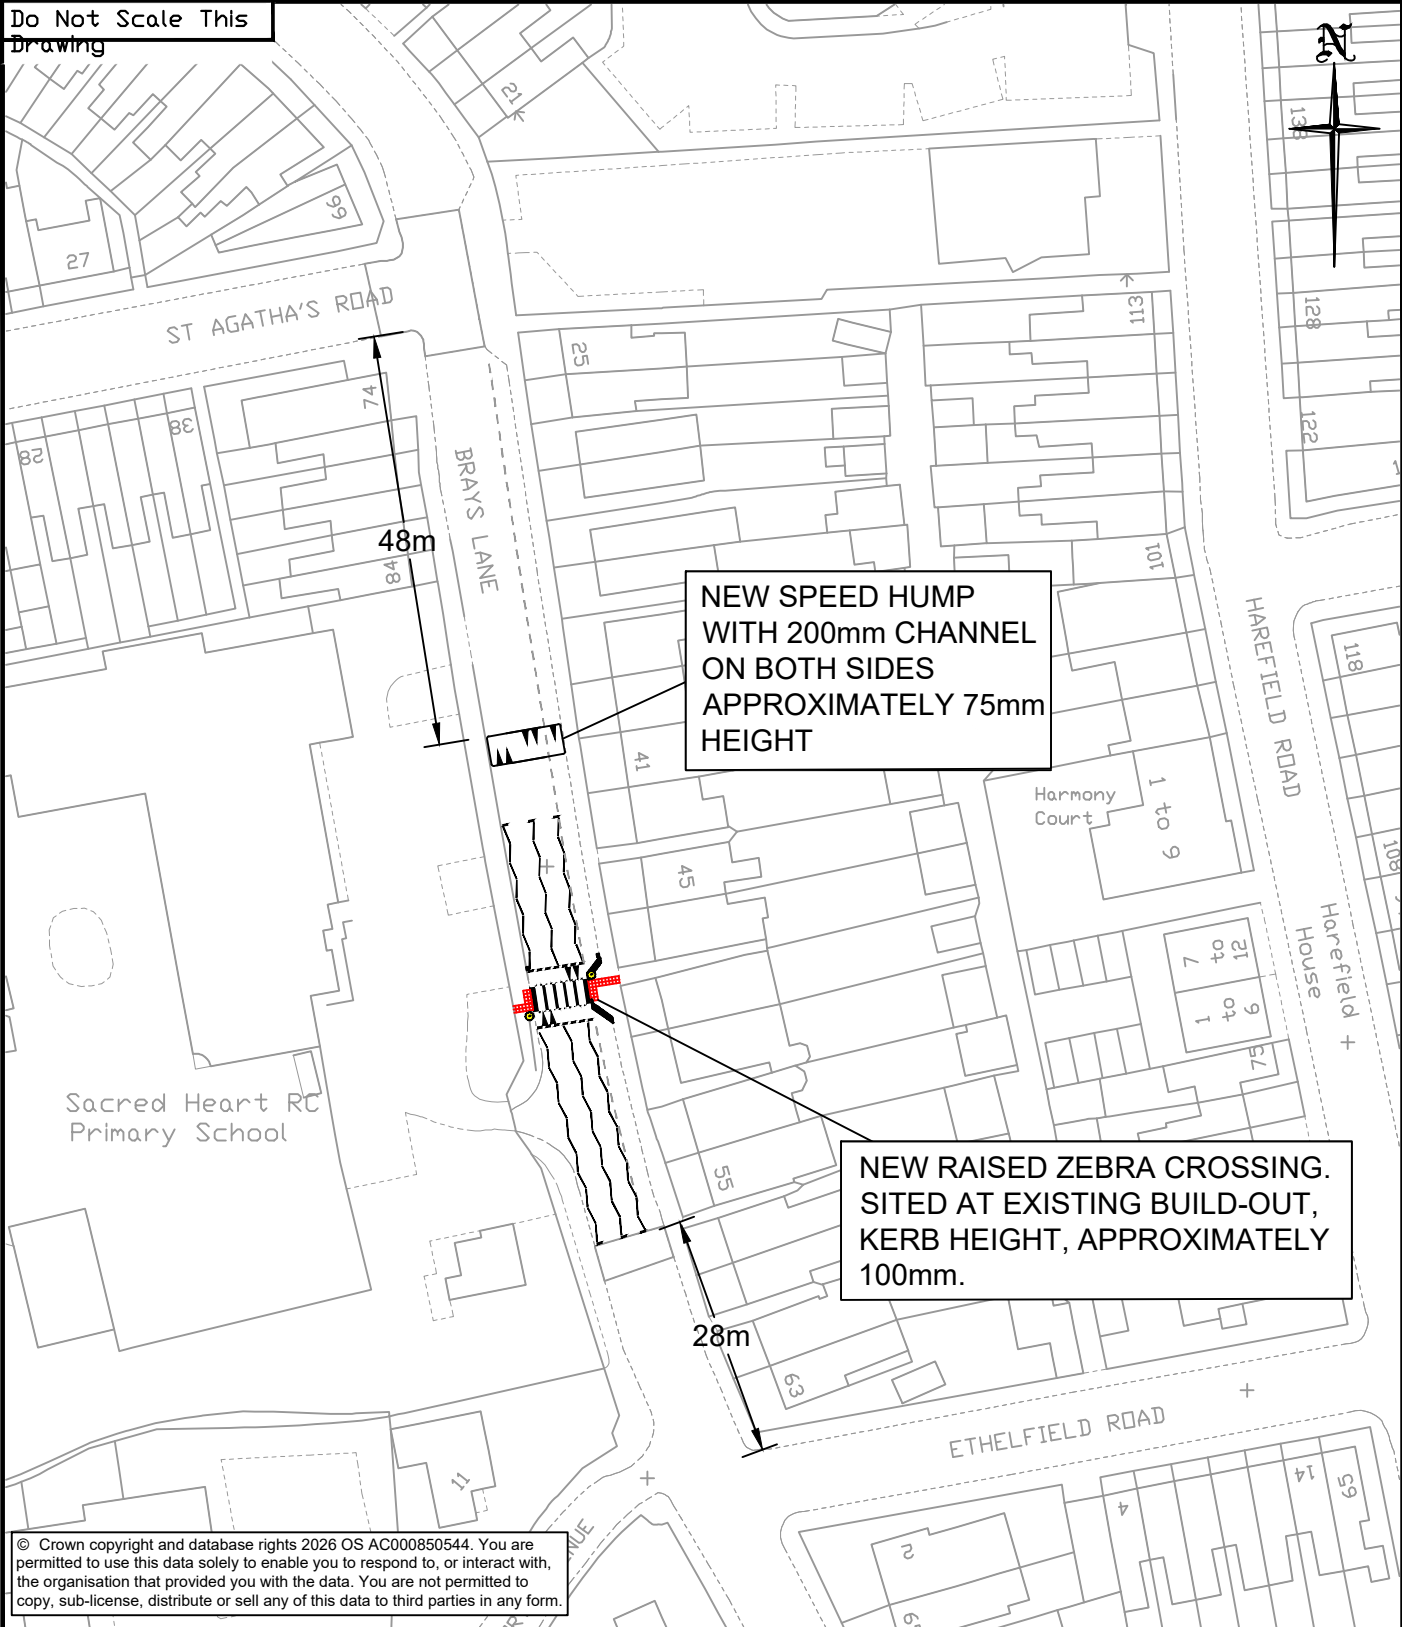 Do Not Scale This
Drawing
N
21
99
27
138
ST AGATHA'S ROAD
113
128
25
74
38
28
122
BRAYS LANE
48m
84
101
NEW SPEED HUMP
WITH 200mm CHANNEL
ON BOTH SIDES
APPROXIMATELY 75mm
HEIGHT
HAREFIELD ROAD
118
41
Harmony
Court
1 to 9
108
45
Harefield
House
7
to
12
1
to
6
75
Sacred Heart RC
Primary School
55
NEW RAISED ZEBRA CROSSING.
SITED AT EXISTING BUILD-OUT,
KERB HEIGHT, APPROXIMATELY
100mm.
28m
63
ETHELFIELD ROAD
11
14
65
4
2
© Crown copyright and database rights 2026 OS AC000850544. You are
permitted to use this data solely to enable you to respond to, or interact with,
the organisation that provided you with the data. You are not permitted to
copy, sub-license, distribute or sell any of this data to third parties in any form.